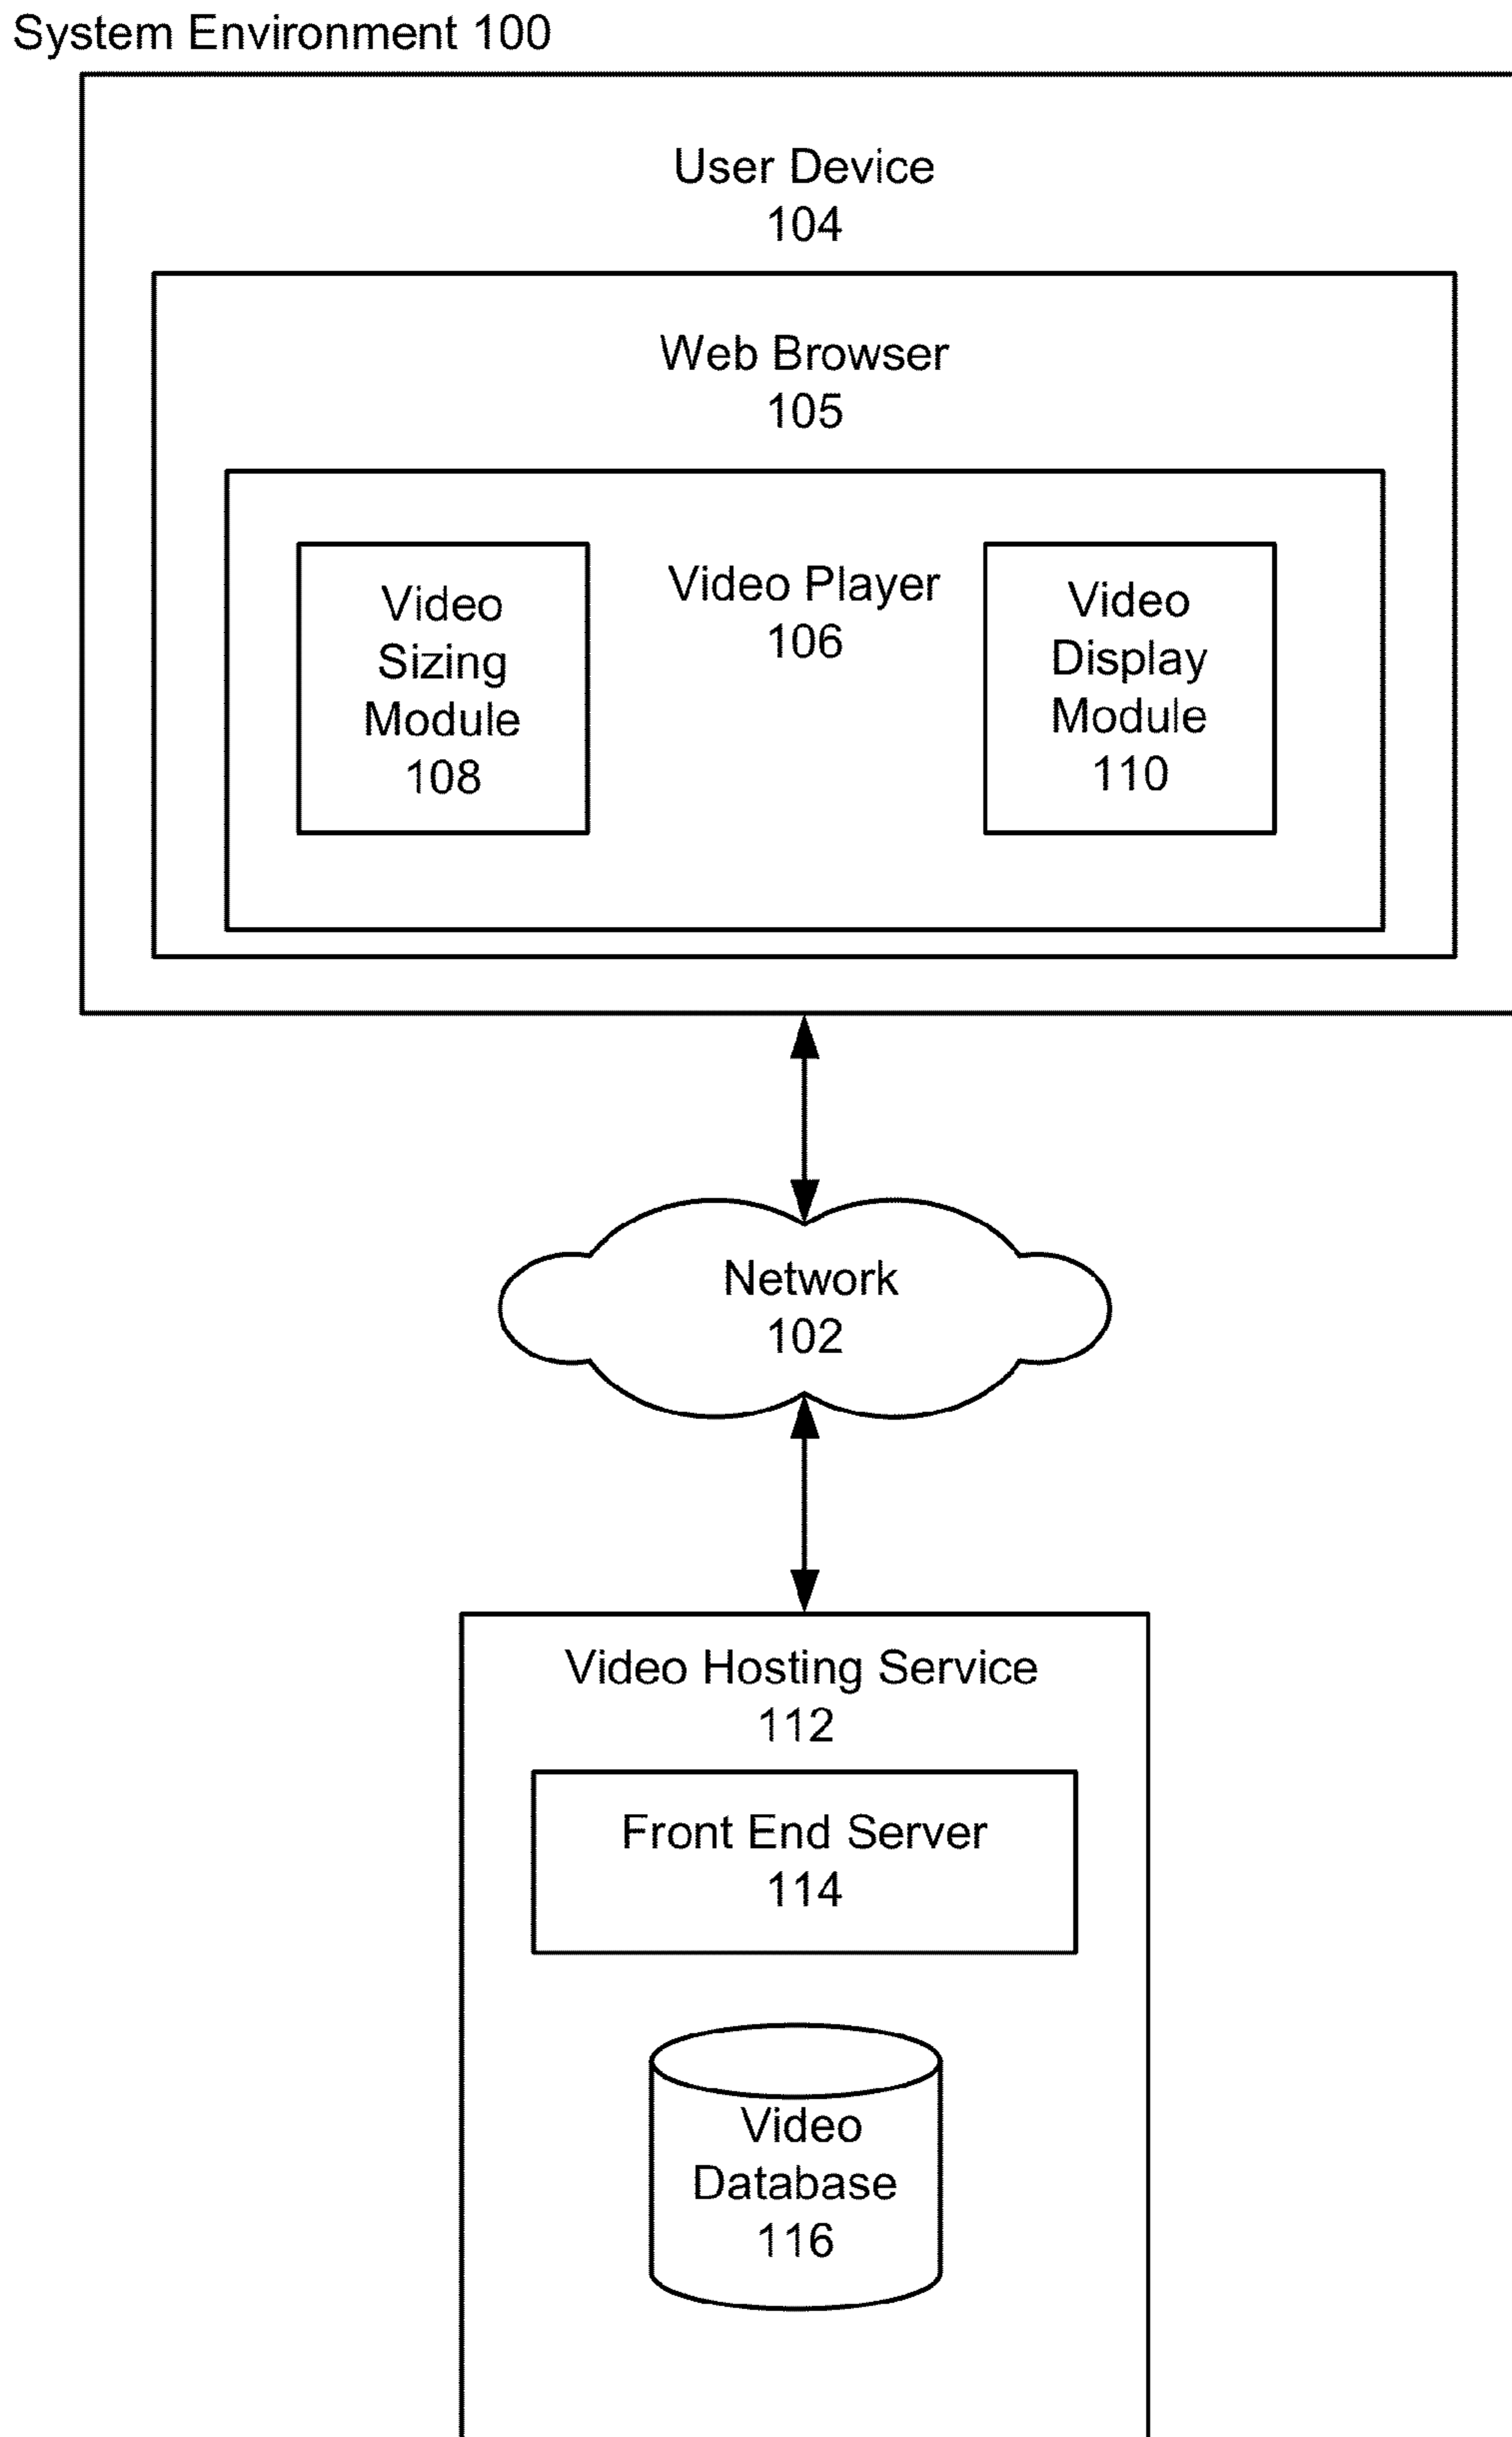 System Environment 100
User Device
104
Web Browser
105
Video Player
106
Video
Sizing
Module
108
Video
Display
Module
110
Network
102
Video Hosting Service
112
Front End Server
114
Video
Database
116